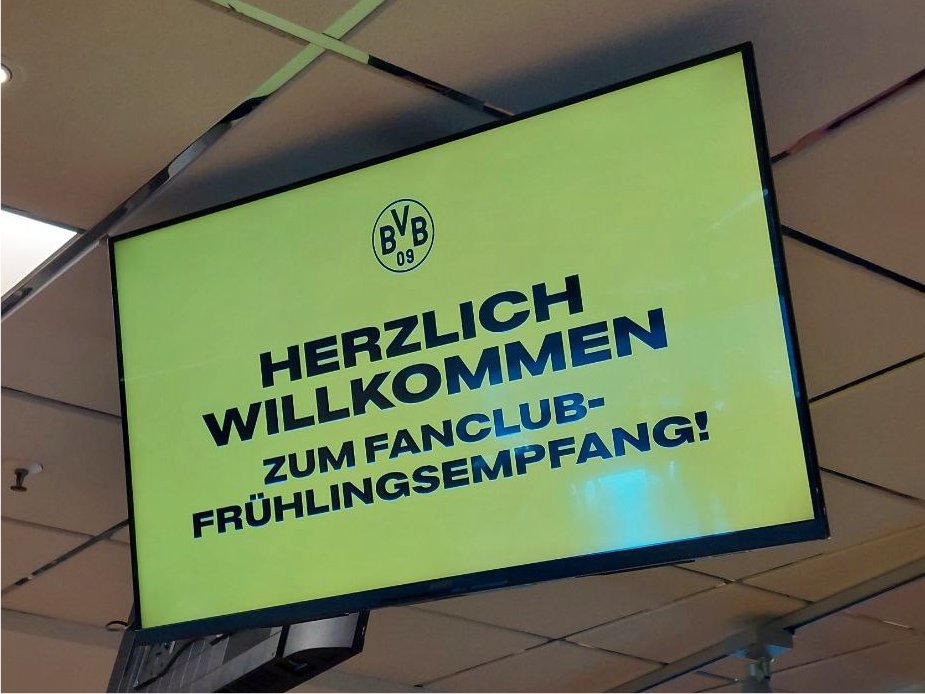 BVB
09
HERZLICH
WILLKOMMEN
ZUM FANCLUB-
FRÜHLINGSEMPFANG!